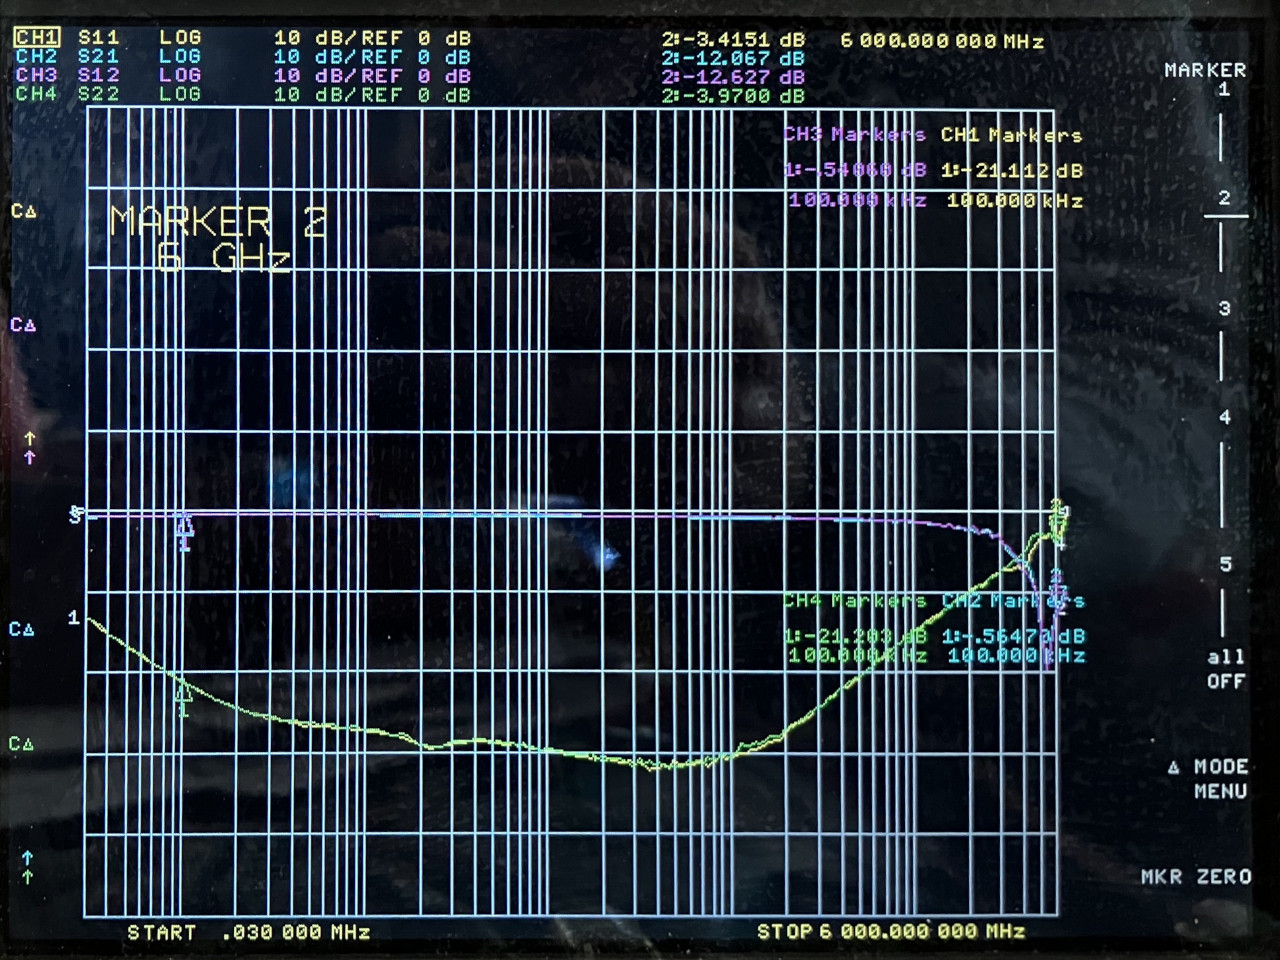 CH1 S11 LOG 10 dB/REF 0 dB 2:-3.4151 dB 6 000.000 000 MHz
CH2 S21 LOG 10 dB/REF 0 dB 2:-12.067 dB
CH3 S12 LOG 10 dB/REF 0 dB 2:-12.627 dB
CH4 S22 LOG 10 dB/REF 0 dB 2:-3.9700 dB
MARKER
1
2
3
4
5
all
OFF
Δ MODE
MENU
MKR ZERO
CH3 Markers CH1 Markers
1:-.54060 dB 1:-21.112 dB
100.000 kHz 100.000 kHz
CΔ
MARKER 2
6 GHz
CΔ
↑
↑
1
1
CH4 Markers CH2 Markers
1:-21.203 dB 1:-.56473 dB
100.000 kHz 100.000 kHz
CΔ
1
CΔ
↑
↑
START .030 000 MHz STOP 6 000.000 000 MHz